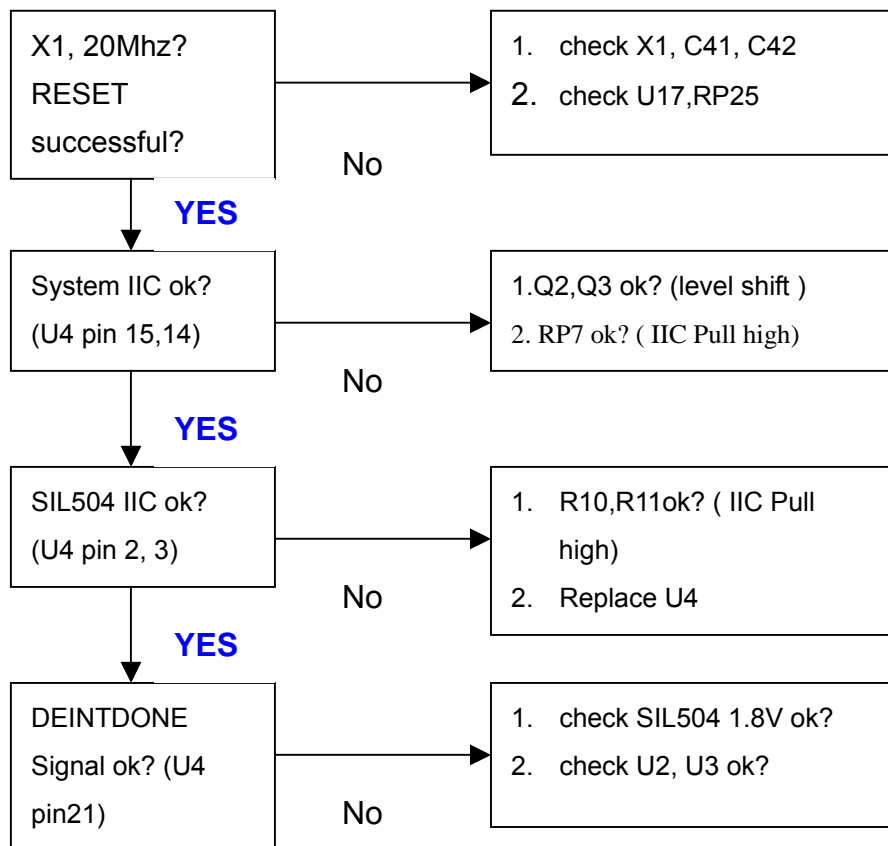 X1, 20Mhz?
RESET
successful?
1. check X1, C41, C42
2. check U17,RP25
No
YES
System IIC ok?
(U4 pin 15,14)
1.Q2,Q3 ok? (level shift )
2. RP7 ok? ( IIC Pull high)
No
YES
SIL504 IIC ok?
(U4 pin 2, 3)
1. R10,R11ok? ( IIC Pull
high)
2. Replace U4
No
YES
DEINTDONE
Signal ok? (U4
pin21)
1. check SIL504 1.8V ok?
2. check U2, U3 ok?
No